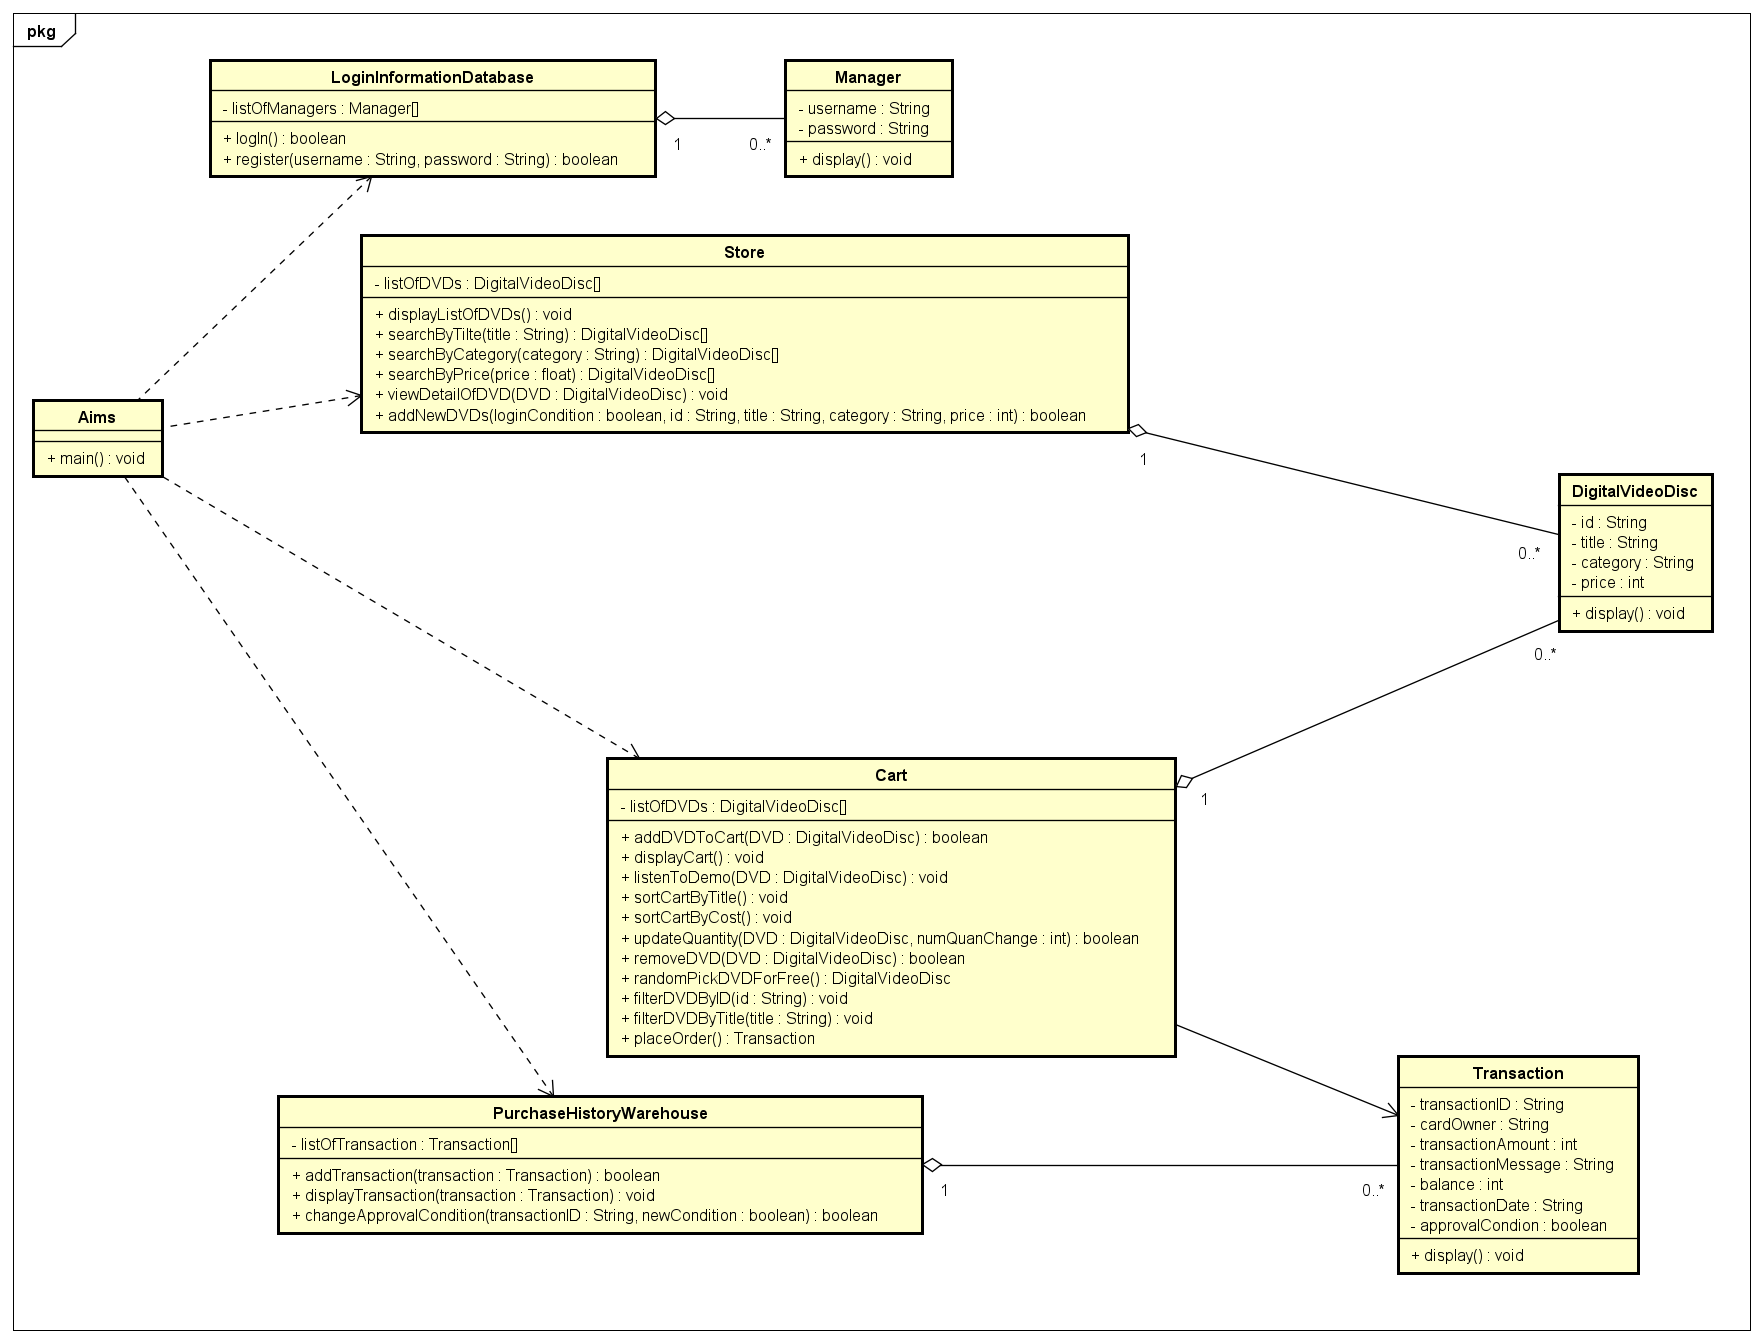 pkg
LoginInformationDatabase
- listOfManagers : Manager[]
+ logIn() : boolean
+ register(username : String, password : String) : boolean
1
0..*
Manager
- username : String
- password : String
+ display() : void
Store
- listOfDVDs : DigitalVideoDisc[]
+ displayListOfDVDs() : void
+ searchByTilte(title : String) : DigitalVideoDisc[]
+ searchByCategory(category : String) : DigitalVideoDisc[]
+ searchByPrice(price : float) : DigitalVideoDisc[]
+ viewDetailOfDVD(DVD : DigitalVideoDisc) : void
+ addNewDVDs(loginCondition : boolean, id : String, title : String, category : String, price : int) : boolean
1
0..*
Aims
+ main() : void
DigitalVideoDisc
- id : String
- title : String
- category : String
- price : int
+ display() : void
0..*
1
Cart
- listOfDVDs : DigitalVideoDisc[]
+ addDVDToCart(DVD : DigitalVideoDisc) : boolean
+ displayCart() : void
+ listenToDemo(DVD : DigitalVideoDisc) : void
+ sortCartByTitle() : void
+ sortCartByCost() : void
+ updateQuantity(DVD : DigitalVideoDisc, numQuanChange : int) : boolean
+ removeDVD(DVD : DigitalVideoDisc) : boolean
+ randomPickDVDForFree() : DigitalVideoDisc
+ filterDVDByID(id : String) : void
+ filterDVDByTitle(title : String) : void
+ placeOrder() : Transaction
PurchaseHistoryWarehouse
- listOfTransaction : Transaction[]
+ addTransaction(transaction : Transaction) : boolean
+ displayTransaction(transaction : Transaction) : void
+ changeApprovalCondition(transactionID : String, newCondition : boolean) : boolean
1
0..*
Transaction
- transactionID : String
- cardOwner : String
- transactionAmount : int
- transactionMessage : String
- balance : int
- transactionDate : String
- approvalCondion : boolean
+ display() : void